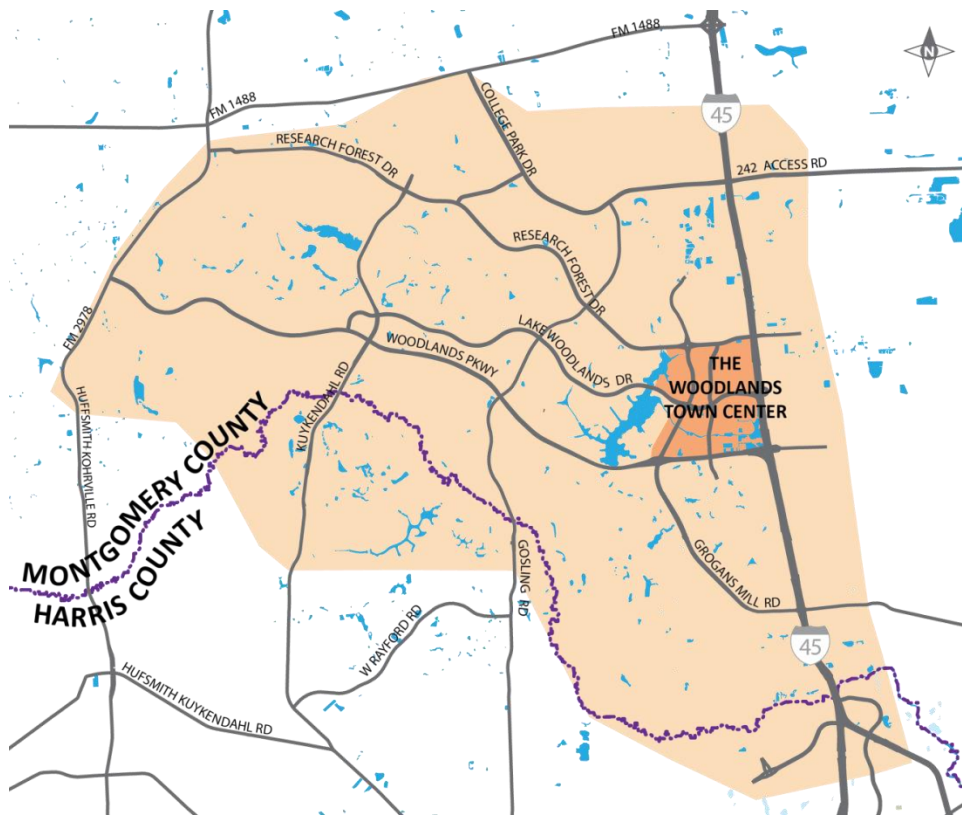 FM 1488
N
45
FM 1488
COLLEGE PARK DR
RESEARCH FOREST DR
242 ACCESS RD
RESEARCH FOREST DR
FM 2978
LAKEWOODLANDS DR
WOODLANDS PKWY
THE
WOODLANDS
TOWN CENTER
KUYKENDAHL RD
HUFFSMITH KOHRVILLE RD
MONTGOMERY COUNTY
HARRIS COUNTY
GOSLING RD
GROGANS MILL RD
W RAYFORD RD
45
HUFSMITH KUYKENDAHL RD